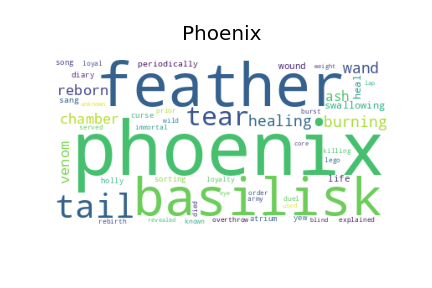 Phoenix
song loyal periodically wound weight
diary feather wand
reborn heal lap
sang unknown ash
prior swallowing
chamber curse tear wild healing burst burning
served immortal
phoenix core
venom killing
lego
holly sorting loyalty life
eye
tail basilisk
order duel
army used
died
rebirth revealed known overthrew atrium yew blind explained